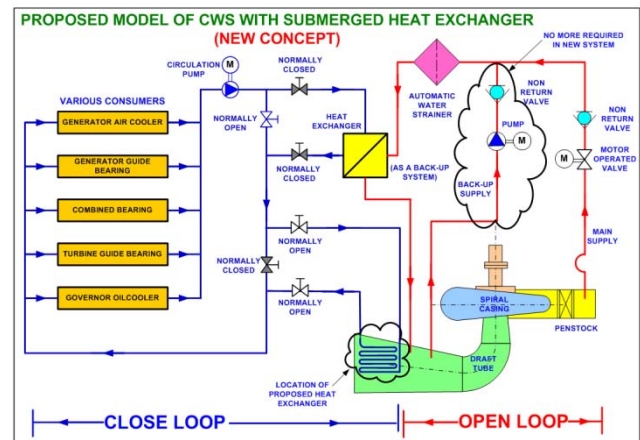 PROPOSED MODEL OF CWS WITH SUBMERGED HEAT EXCHANGER
(NEW CONCEPT)
NO MORE REQUIRED
IN NEW SYSTEM
CIRCULATION
PUMP
M
NORMALLY
CLOSED
VARIOUS CONSUMERS
GENERATOR AIR COOLER
GENERATOR GUIDE
BEARING
COMBINED BEARING
TURBINE GUIDE BEARING
GOVERNOR OILCOOLER
NORMALLY
OPEN
HEAT
EXCHANGER
(AS A BACK-UP
SYSTEM)
NORMALLY
CLOSED
AUTOMATIC
WATER
STRAINER
NON
RETURN
VALVE
PUMP
M
BACK-UP
SUPPLY
NON
RETURN
VALVE
M
MOTOR
OPERATED
VALVE
MAIN
SUPPLY
NORMALLY
OPEN
NORMALLY
CLOSED
NORMALLY
OPEN
SPIRAL
CASING
PENSTOCK
DRAFT
TUBE
LOCATION OF
PROPOSED HEAT
EXCHANGER
CLOSE LOOP
OPEN LOOP